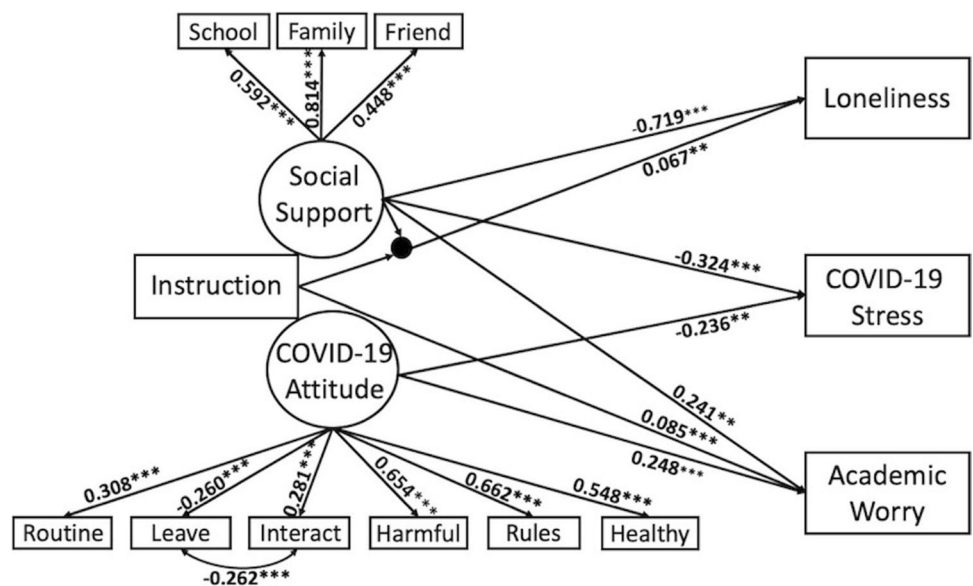 School
Family
Friend
0.592***
0.814***
0.448***
Social
Support
-0.719***
0.067**
Loneliness
Instruction
-0.324***
-0.236**
COVID-19
Stress
COVID-19
Attitude
0.241**
0.085***
0.248***
Academic
Worry
0.308***
-0.260***
0.281***
0.654***
0.662***
0.548***
Routine
Leave
Interact
Harmful
Rules
Healthy
-0.262***